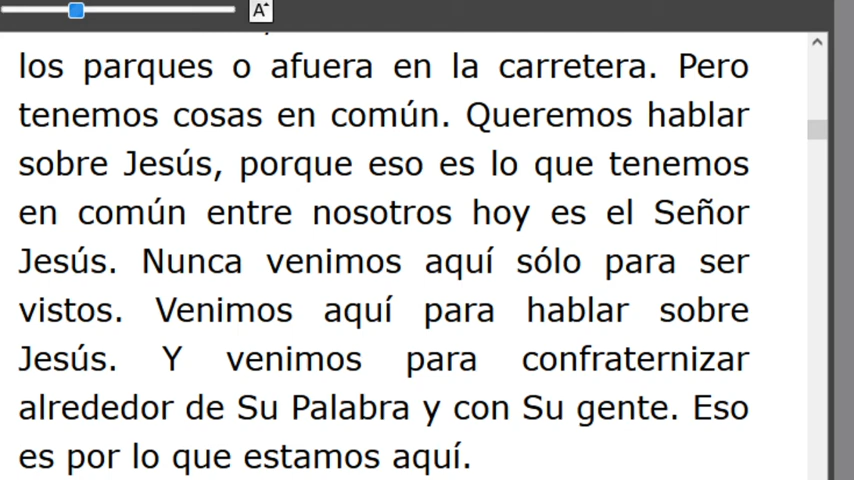 A
los parques o afuera en la carretera. Pero
tenemos cosas en común. Queremos hablar
sobre Jesús, porque eso es lo que tenemos
en común entre nosotros hoy es el Señor
Jesús. Nunca venimos aquí sólo para ser
vistos. Venimos aquí para hablar sobre
Jesús. Y venimos para confraternizar
alrededor de Su Palabra y con Su gente. Eso
es por lo que estamos aquí.